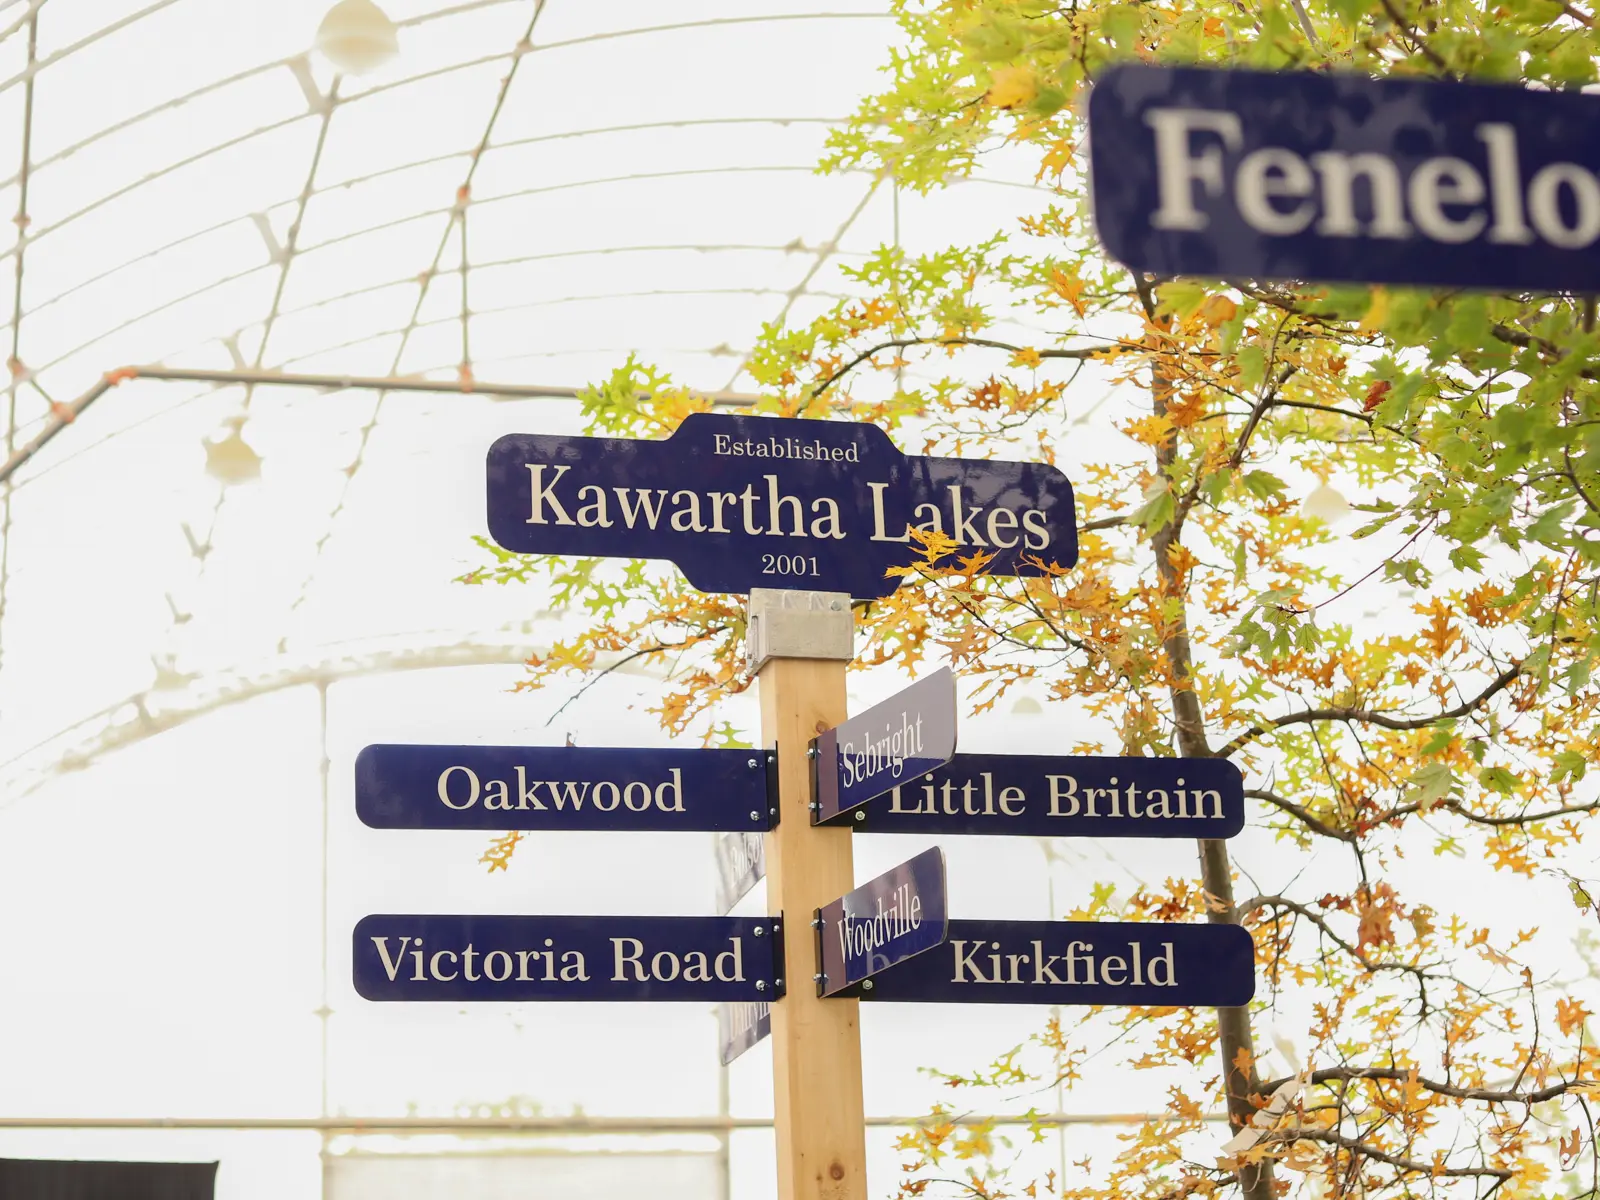 Fenelo
Established
Kawartha Lakes
2001
Sebright
Oakwood
Little Britain
Woodville
Victoria Road
Kirkfield